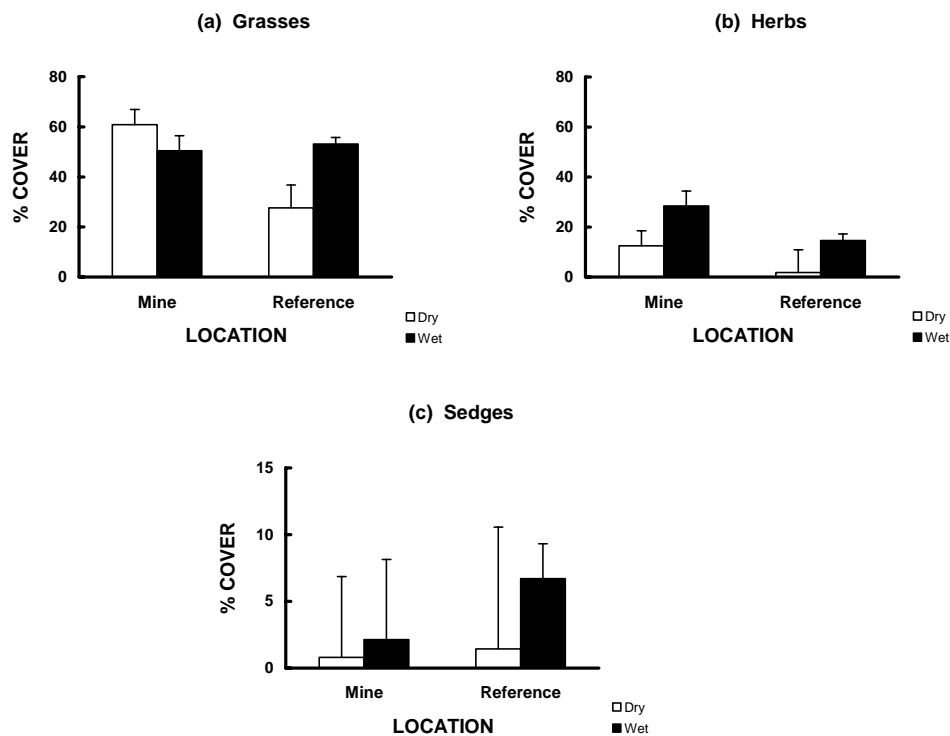 (a) Grasses
80
60
40
20
0
% COVER
Mine
Reference
LOCATION
Dry
Wet
(b) Herbs
80
60
40
20
0
% COVER
Mine
Reference
LOCATION
Dry
Wet
(c) Sedges
15
10
5
0
% COVER
Mine
Reference
LOCATION
Dry
Wet